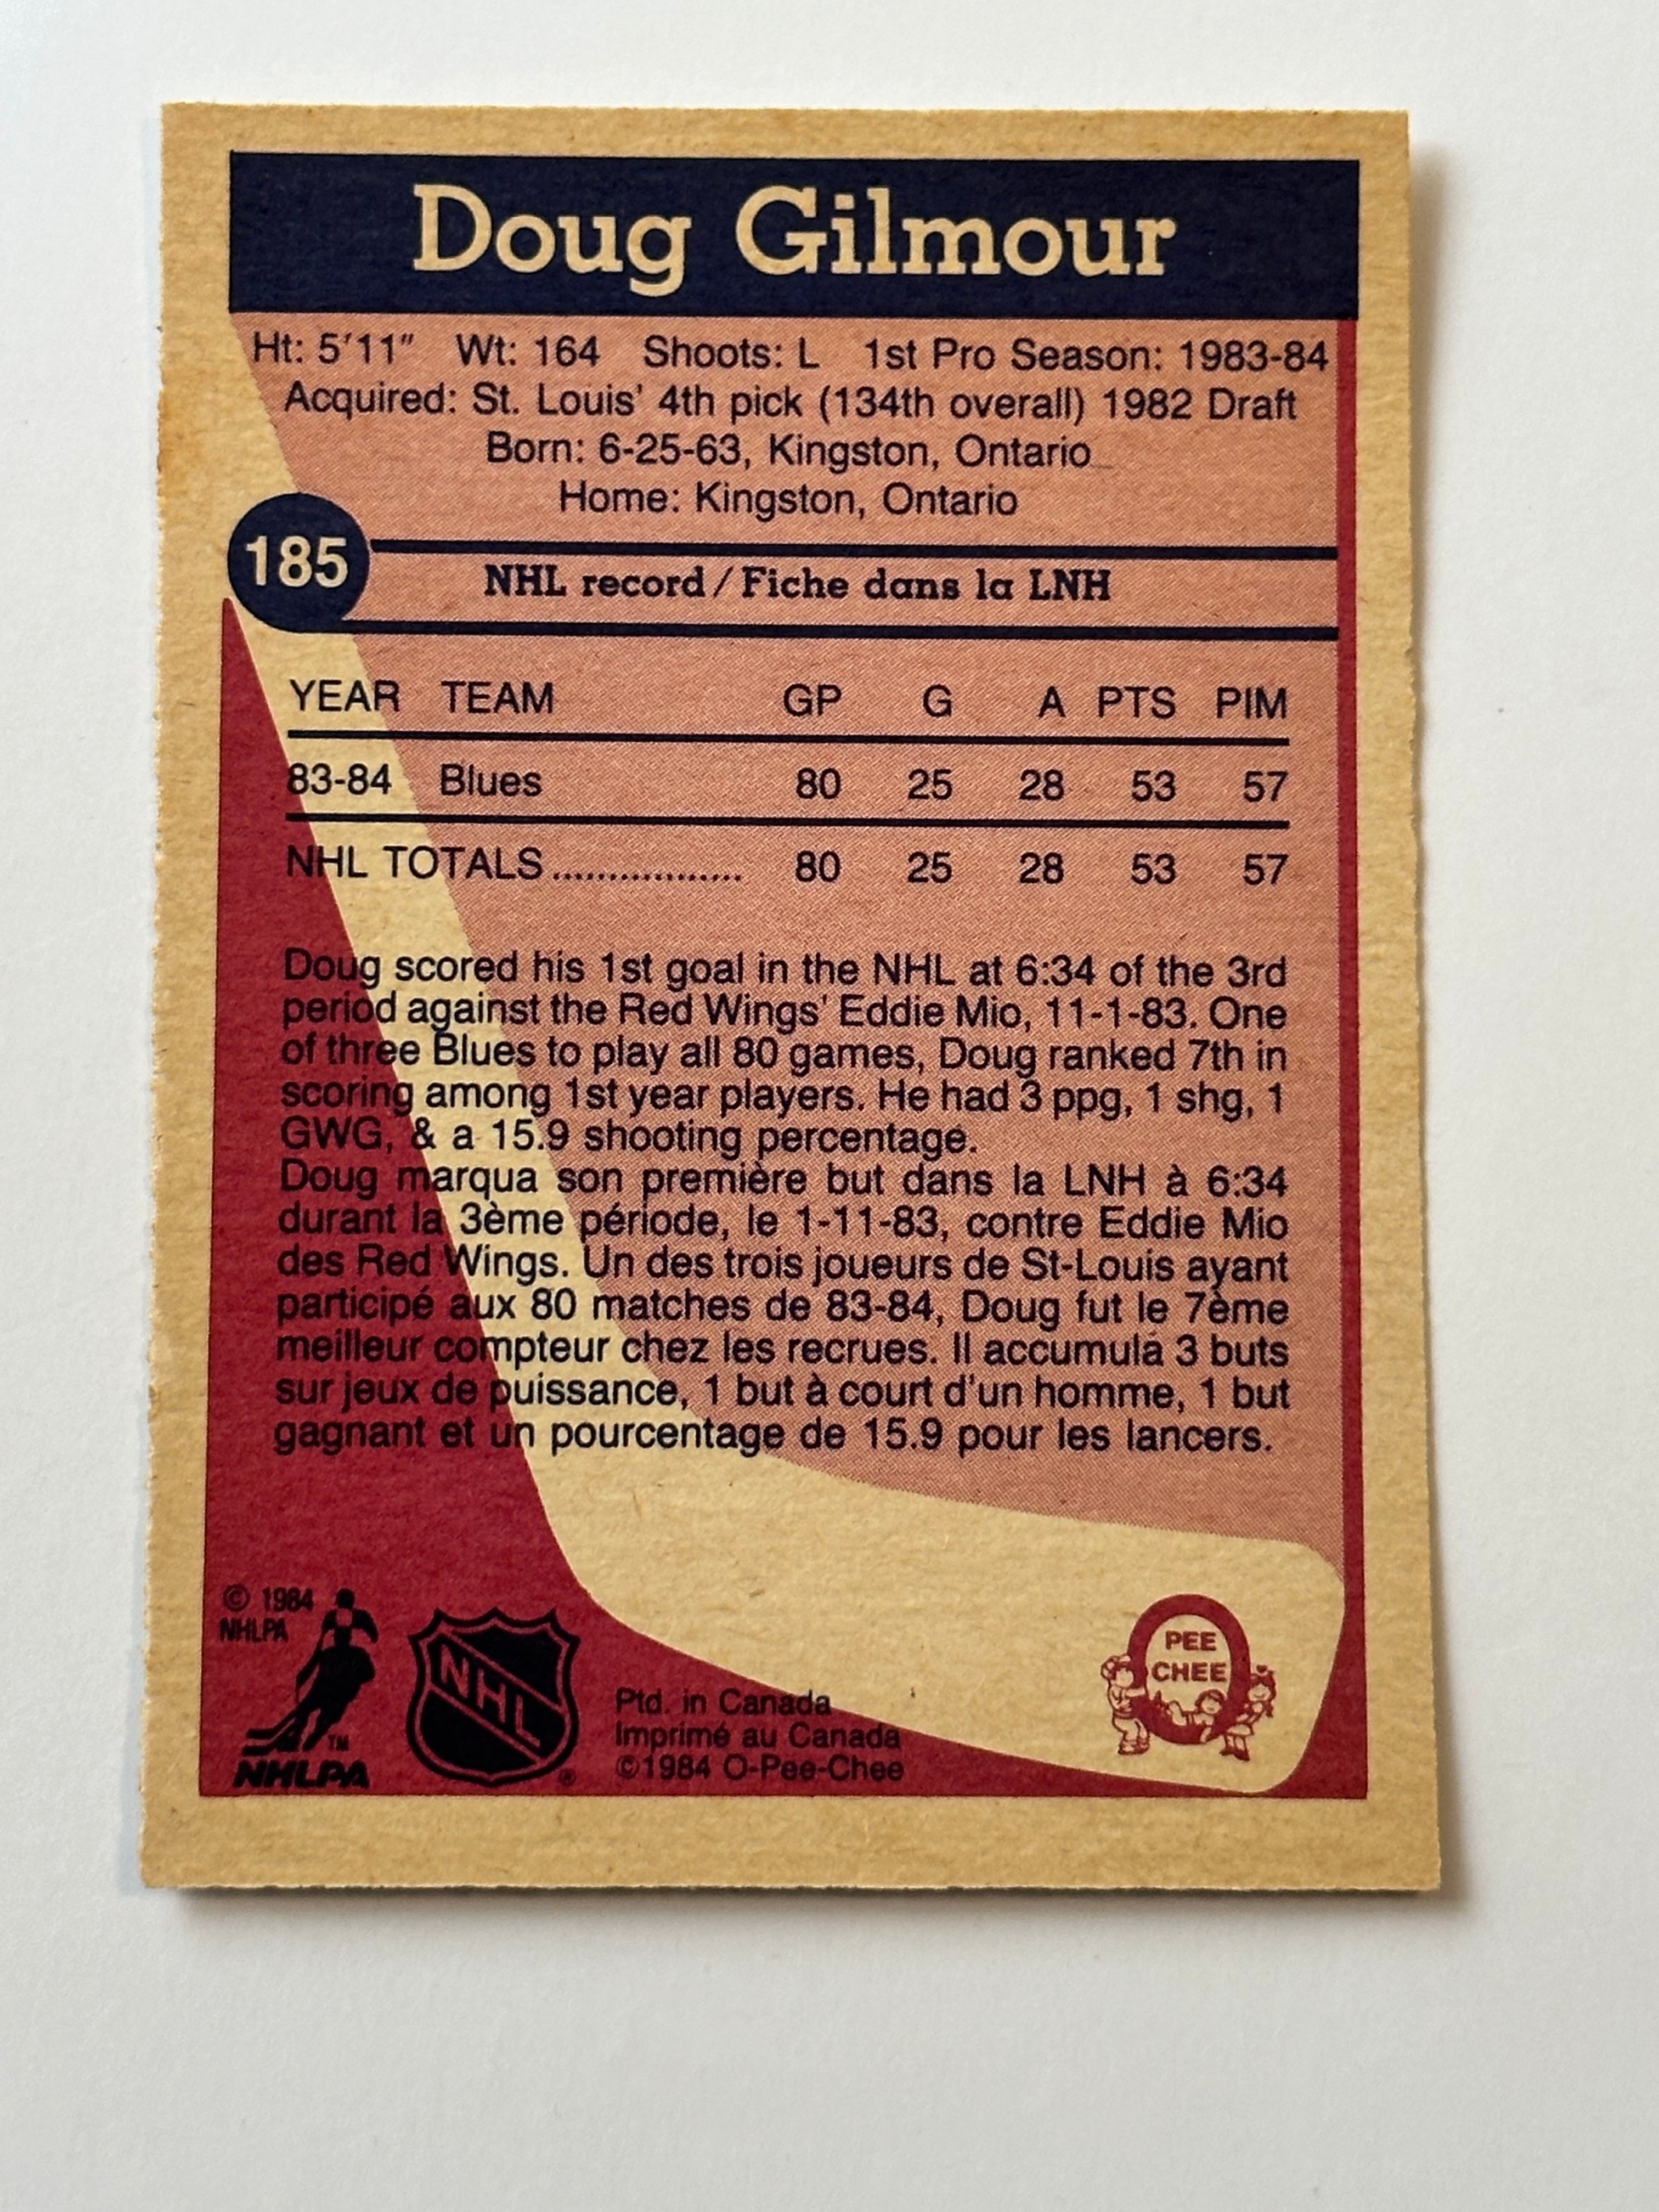 Doug Gilmour
Ht: 5'11" Wt: 164 Shoots: L 1st Pro Season: 1983-84
Acquired: St. Louis' 4th pick (134th overall) 1982 Draft
Born: 6-25-63, Kingston, Ontario
Home: Kingston, Ontario
185
NHL record / Fiche dans la LNH
YEAR TEAM GP G A PTS PIM
83-84 Blues 80 25 28 53 57
NHL TOTALS ................. 80 25 28 53 57
Doug scored his 1st goal in the NHL at 6:34 of the 3rd
period against the Red Wings' Eddie Mio, 11-1-83. One
of three Blues to play all 80 games, Doug ranked 7th in
scoring among 1st year players. He had 3 ppg, 1 shg, 1
GWG, & a 15.9 shooting percentage.
Doug marqua son première but dans la LNH à 6:34
durant la 3ème période, le 1-11-83, contre Eddie Mio
des Red Wings. Un des trois joueurs de St-Louis ayant
participé aux 80 matches de 83-84, Doug fut le 7ème
meilleur compteur chez les recrues. Il accumulá 3 buts
sur jeux de puissance, 1 but à court d'un homme, 1 but
gagnant et un pourcentage de 15.9 pour les lancers.
© 1984
NHLPA
™
NHLPA
NHL
®
Ptd. in Canada
Imprimé au Canada
©1984 O-Pee-Chee
O
PEE
CHEE